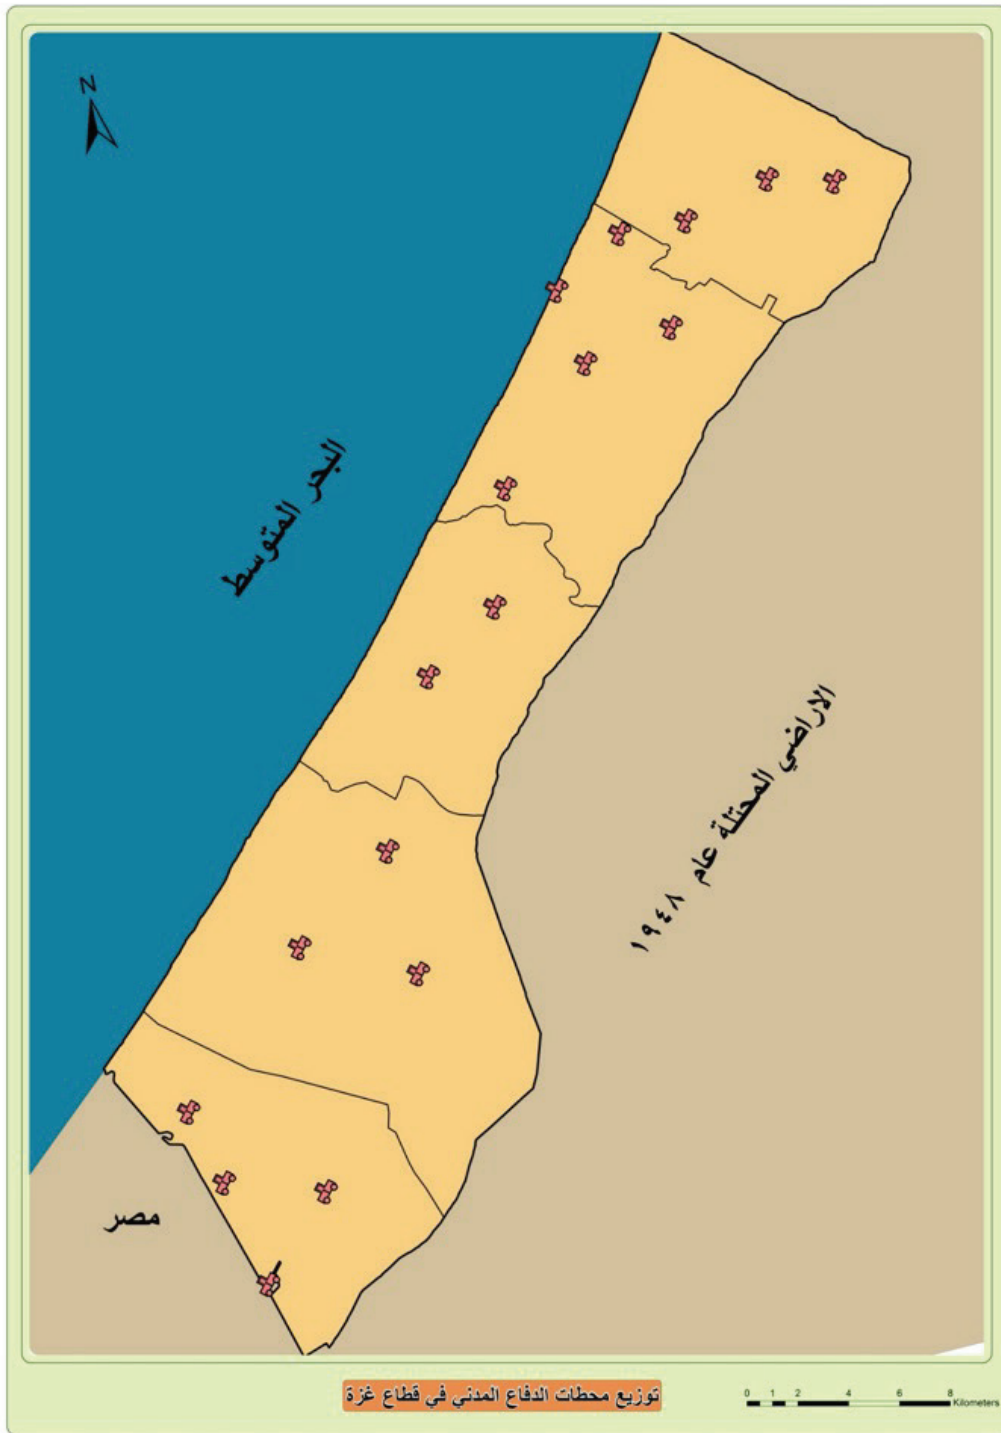 N
البحر المتوسط
الاراضي المحتلة عام ١٩٤٨
مصر
توزيع محطات الدفاع المدني في قطاع غزة
0 1 2 4 6 8
Kilometers